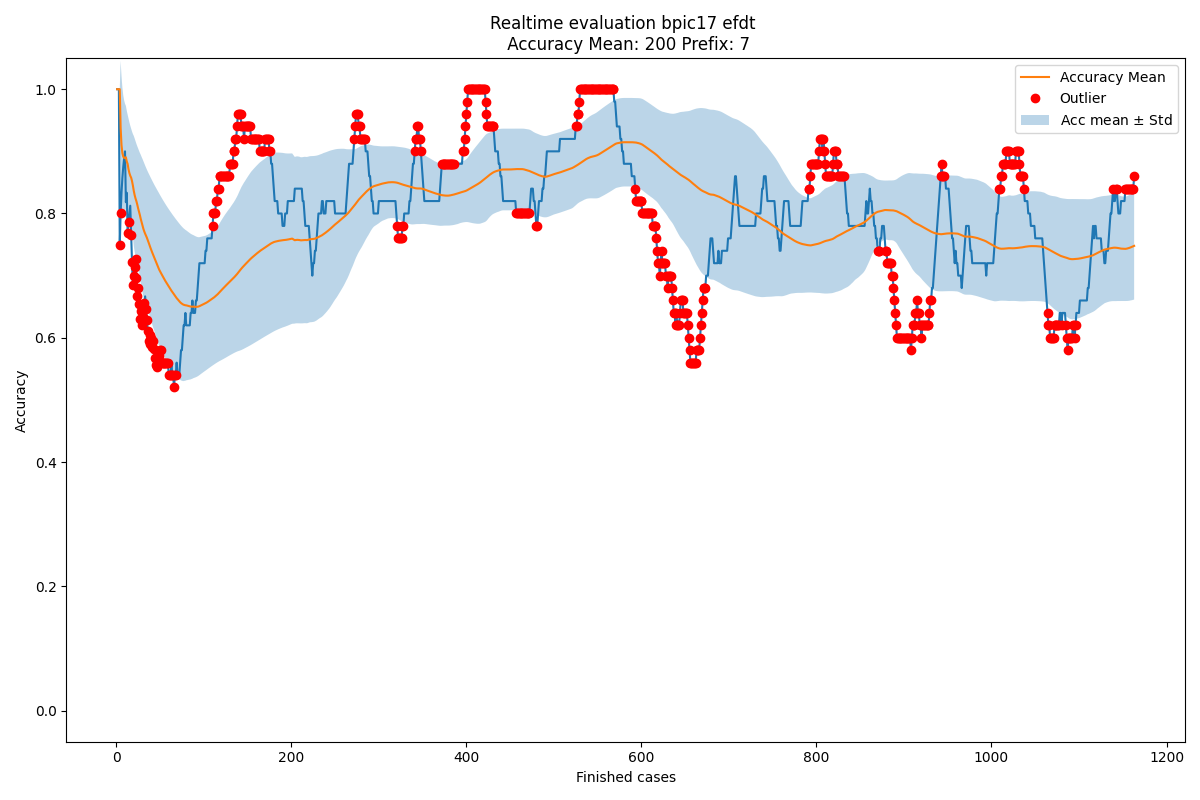 Realtime evaluation bpic17 efdt
Accuracy Mean: 200 Prefix: 7
Accuracy Mean
Outlier
Acc mean ± Std
1.0
0.8
0.6
0.4
0.2
0.0
Accuracy
0 200 400 600 800 1000 1200
Finished cases